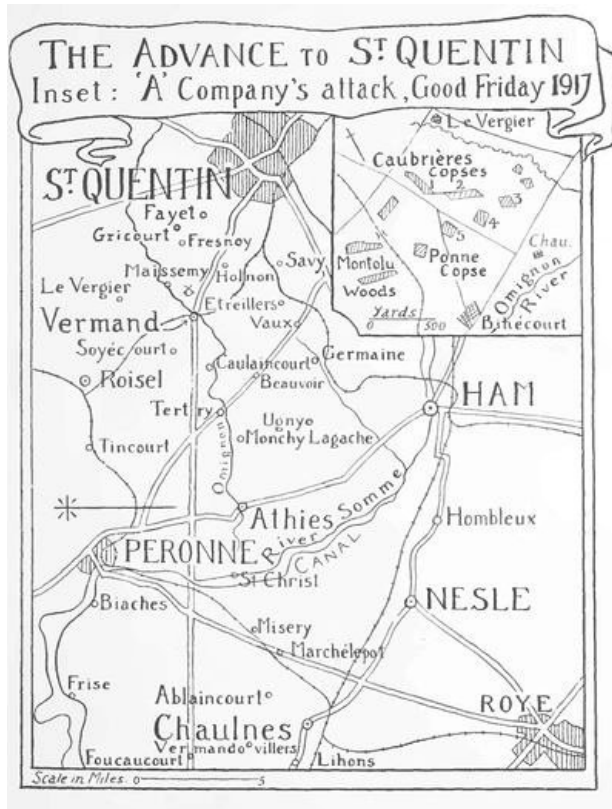 THE ADVANCE TO ST QUENTIN
Inset: 'A' Company's attack, Good Friday 1917
Le Vergier
Caubrières
Copses
1 2
3
4
5
Chau.
Montolu
Woods
Ponne
Copse
Omignon
River
Yards
0 500
Bihécourt
ST QUENTIN
Fayet
Gricourt
Fresnoy
Savy
Maissemy
Holnon
Le Vergier
Etreillers
Vermand
Vaux
Soyécourt
Germaine
Caulaincourt
Roisel
Beauvoir
HAM
Tertry
Ugny
Tincourt
Monchy Lagache
Omignon
Athies
River Somme
CANAL
Hombleux
PERONNE
St Christ
NESLE
Biaches
Misery
Marchélepot
Frise
Ablaincourt
ROYE
Chaulnes
Vermandovillers
Foucaucourt
Lihons
Scale in Miles. 0 5